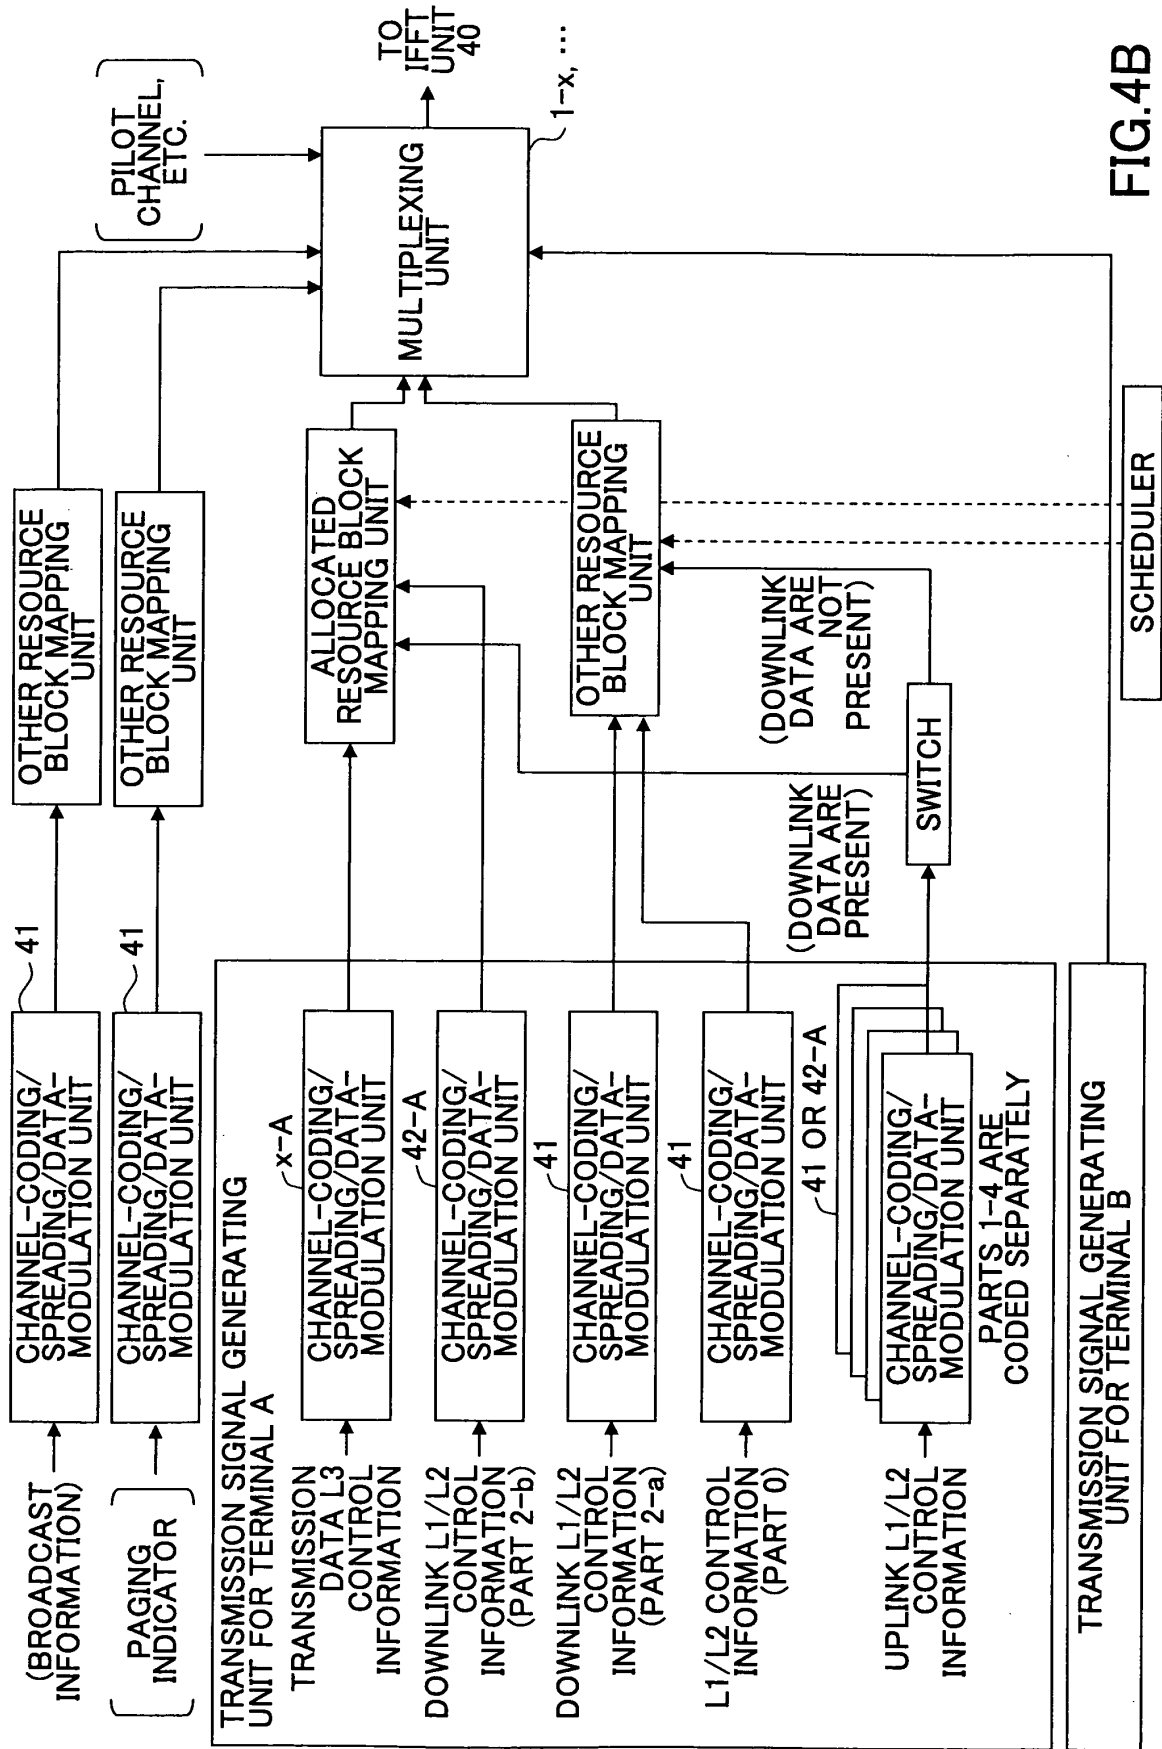 (BROADCAST
INFORMATION)
CHANNEL-CODING/
SPREADING/DATA-
MODULATION UNIT
41
OTHER RESOURCE
BLOCK MAPPING
UNIT
PAGING
INDICATOR
CHANNEL-CODING/
SPREADING/DATA-
MODULATION UNIT
41
OTHER RESOURCE
BLOCK MAPPING
UNIT
PILOT
CHANNEL,
ETC.
TRANSMISSION SIGNAL GENERATING
UNIT FOR TERMINAL A
TRANSMISSION
DATA L3
CONTROL
INFORMATION
x-A
CHANNEL-CODING/
SPREADING/DATA-
MODULATION UNIT
ALLOCATED
RESOURCE BLOCK
MAPPING UNIT
MULTIPLEXING
UNIT
TO
IFFT
UNIT
40
1-x, ...
DOWNLINK L1/L2
CONTROL
INFORMATION
(PART 2-b)
42-A
CHANNEL-CODING/
SPREADING/DATA-
MODULATION UNIT
DOWNLINK L1/L2
CONTROL
INFORMATION
(PART 2-a)
41
CHANNEL-CODING/
SPREADING/DATA-
MODULATION UNIT
OTHER RESOURCE
BLOCK MAPPING
UNIT
L1/L2 CONTROL
INFORMATION
(PART 0)
41
CHANNEL-CODING/
SPREADING/DATA-
MODULATION UNIT
(DOWNLINK
DATA ARE
PRESENT)
(DOWNLINK
DATA ARE
NOT
PRESENT)
UPLINK L1/L2
CONTROL
INFORMATION
41 OR 42-A
CHANNEL-CODING/
SPREADING/DATA-
MODULATION UNIT
PARTS 1-4 ARE
CODED SEPARATELY
SWITCH
TRANSMISSION SIGNAL GENERATING
UNIT FOR TERMINAL B
SCHEDULER
FIG.4B